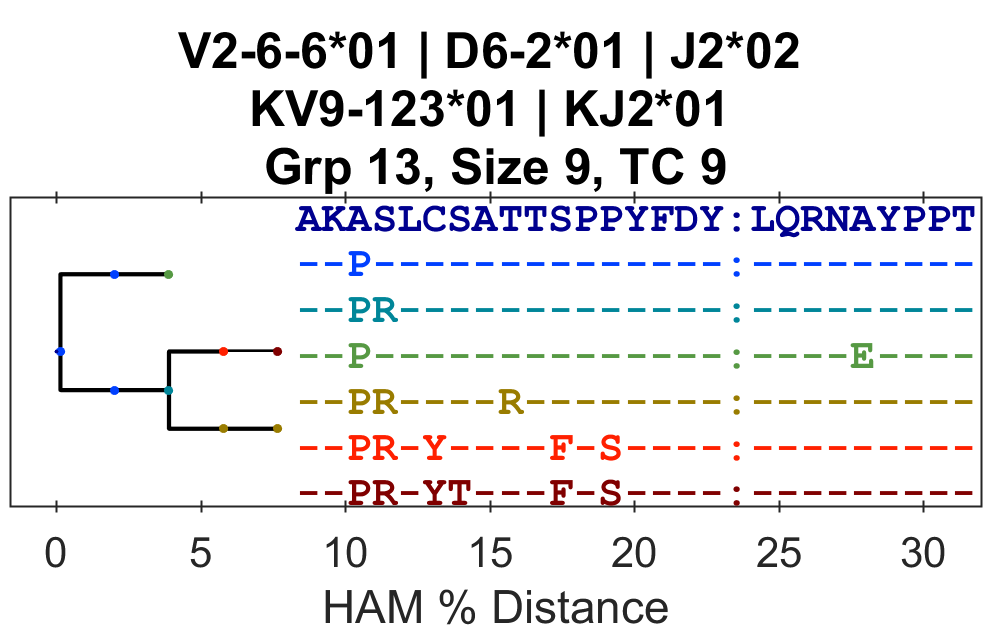 V2-6-6*01 | D6-2*01 | J2*02
KV9-123*01 | KJ2*01
Grp 13, Size 9, TC 9
AKASLCSATTSPPYFDY:LQRNAYPPT
--P--------------:---------
--PR-------------:---------
--P--------------:----E----
--PR----R--------:---------
--PR-Y----F-S----:---------
--PR-YT---F-S----:---------
0 5 10 15 20 25 30
HAM % Distance